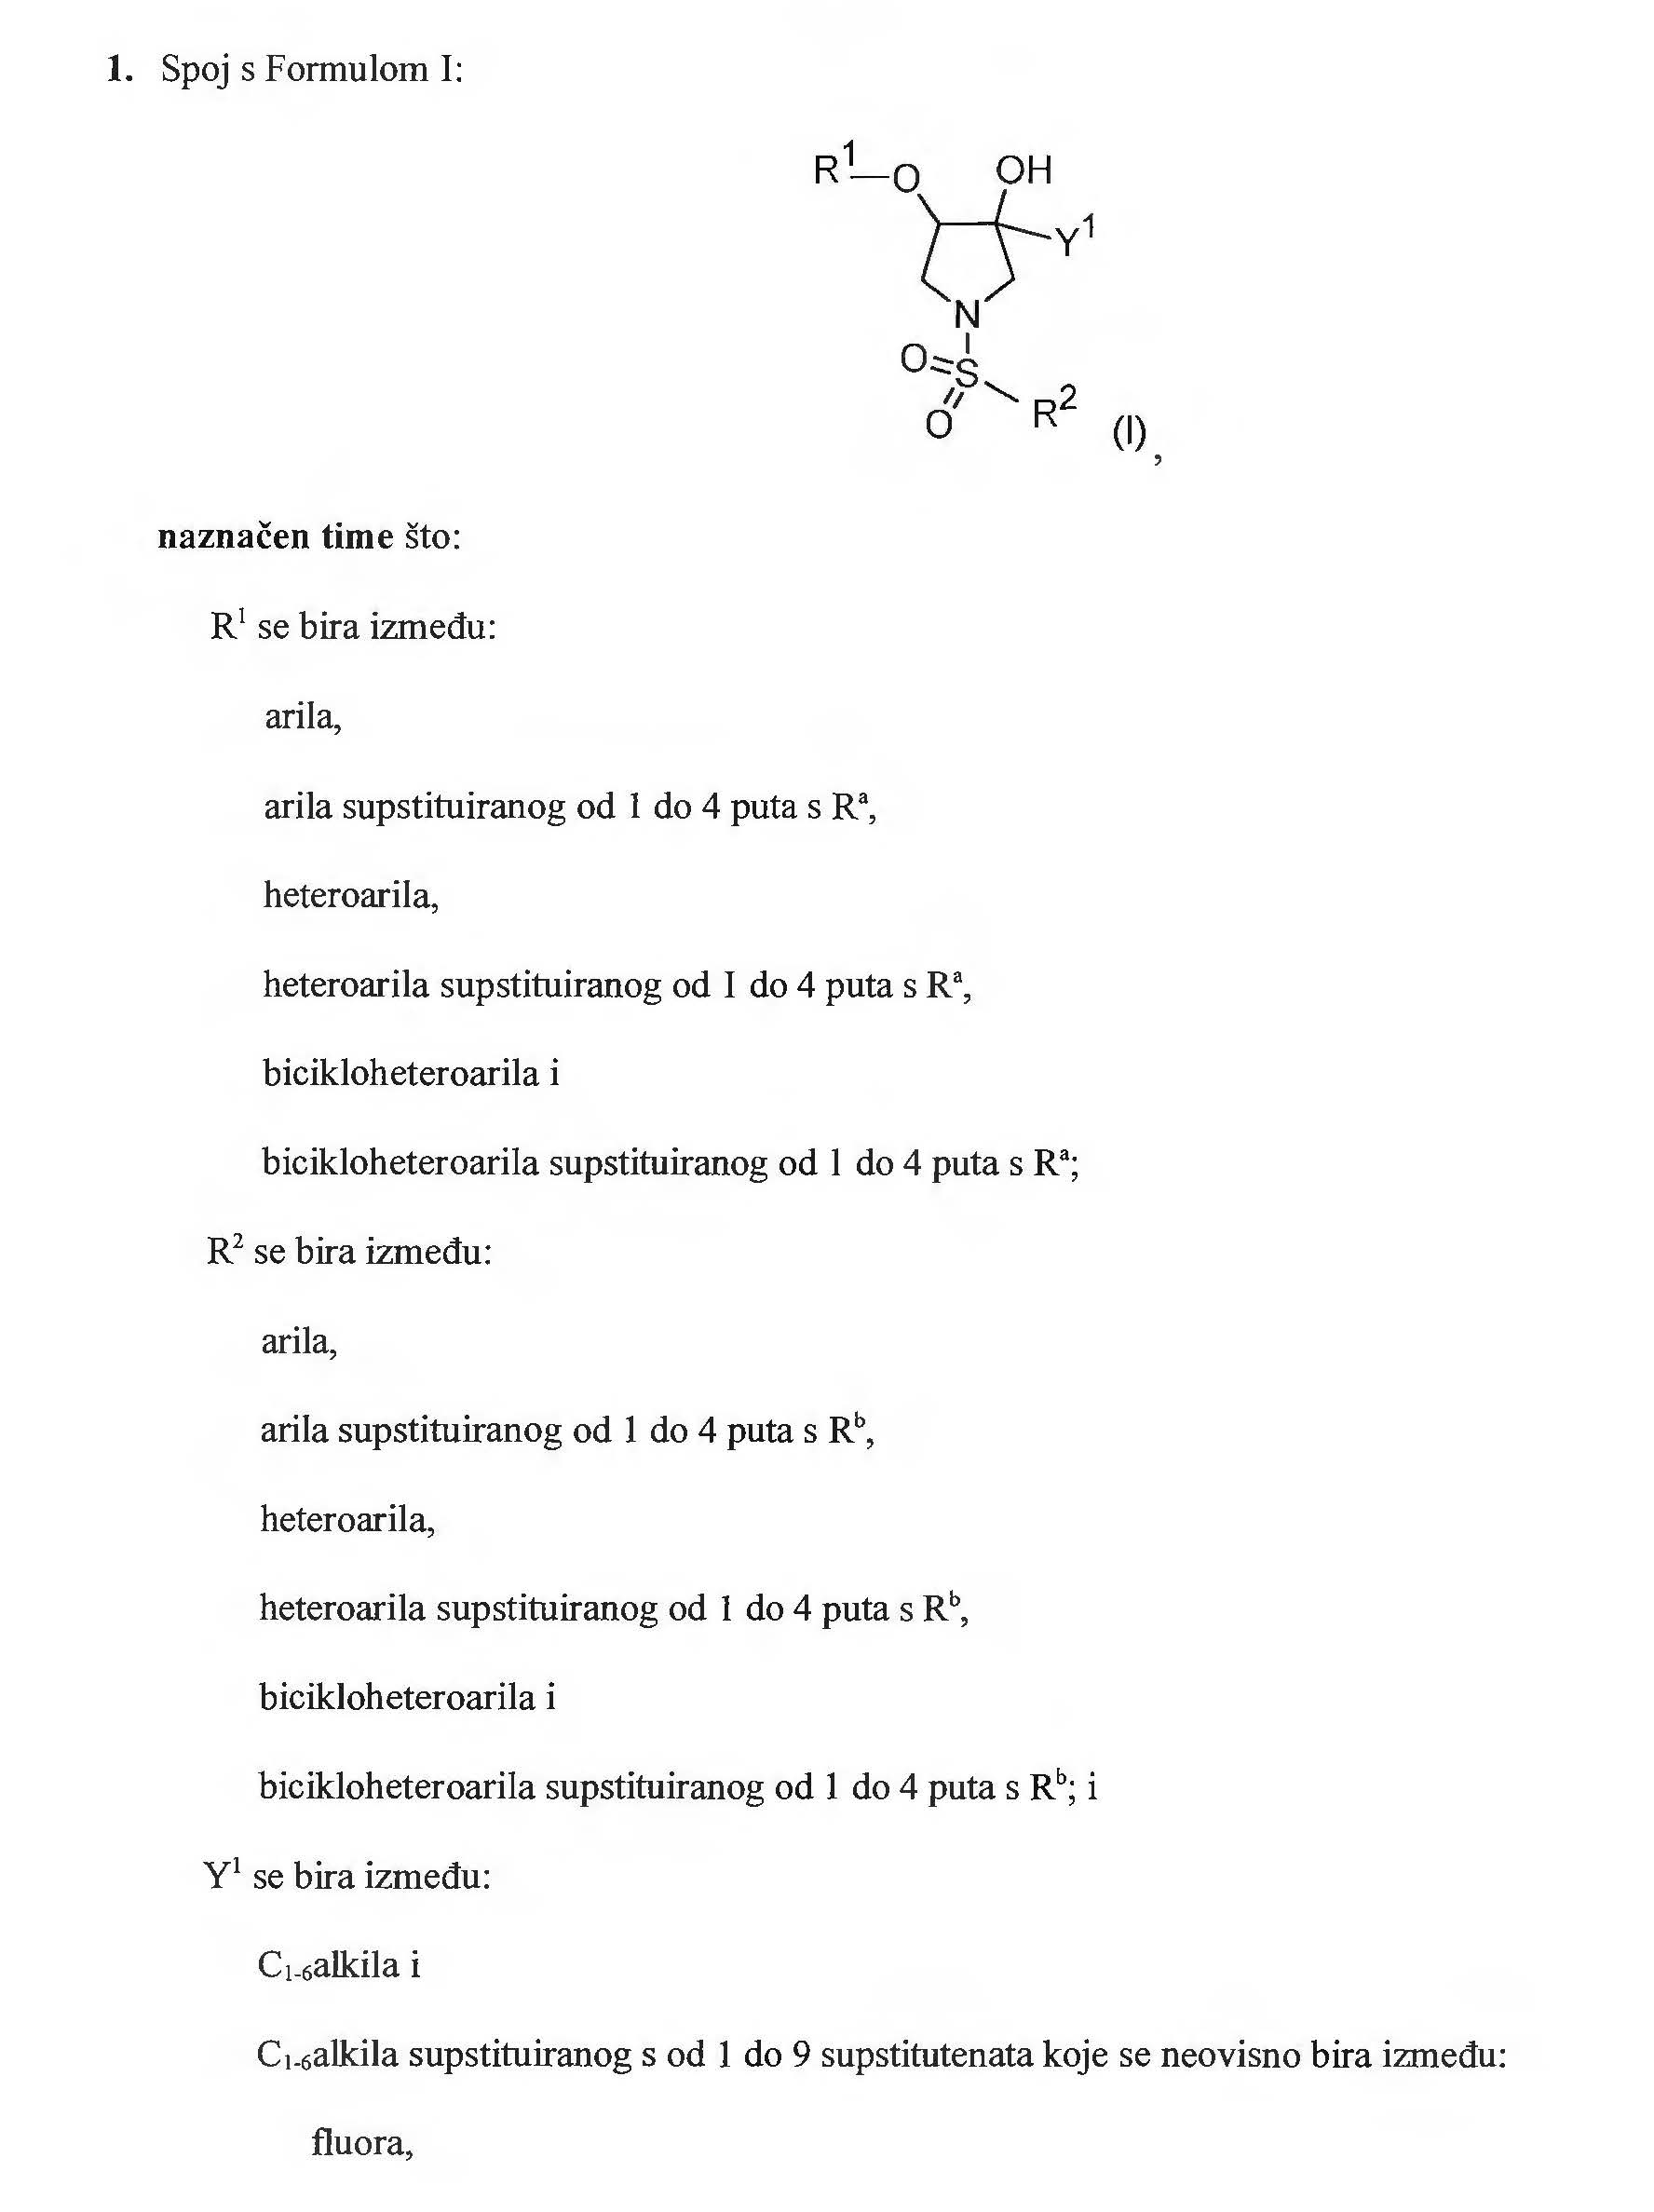 1. Spoj s Formulom I:
R¹—O OH
Y¹
N
O=S
O R² (I),
naznačen time što:
R¹ se bira između:
arila,
arila supstituiranog od 1 do 4 puta s Rᵃ,
heteroarila,
heteroarila supstituiranog od 1 do 4 puta s Rᵃ,
bicikloheteroarila i
bicikloheteroarila supstituiranog od 1 do 4 puta s Rᵃ;
R² se bira između:
arila,
arila supstituiranog od 1 do 4 puta s Rᵇ,
heteroarila,
heteroarila supstituiranog od 1 do 4 puta s Rᵇ,
bicikloheteroarila i
bicikloheteroarila supstituiranog od 1 do 4 puta s Rᵇ; i
Y¹ se bira između:
C₁₋₆alkila i
C₁₋₆alkila supstituiranog s od 1 do 9 supstitutenata koje se neovisno bira između:
fluora,